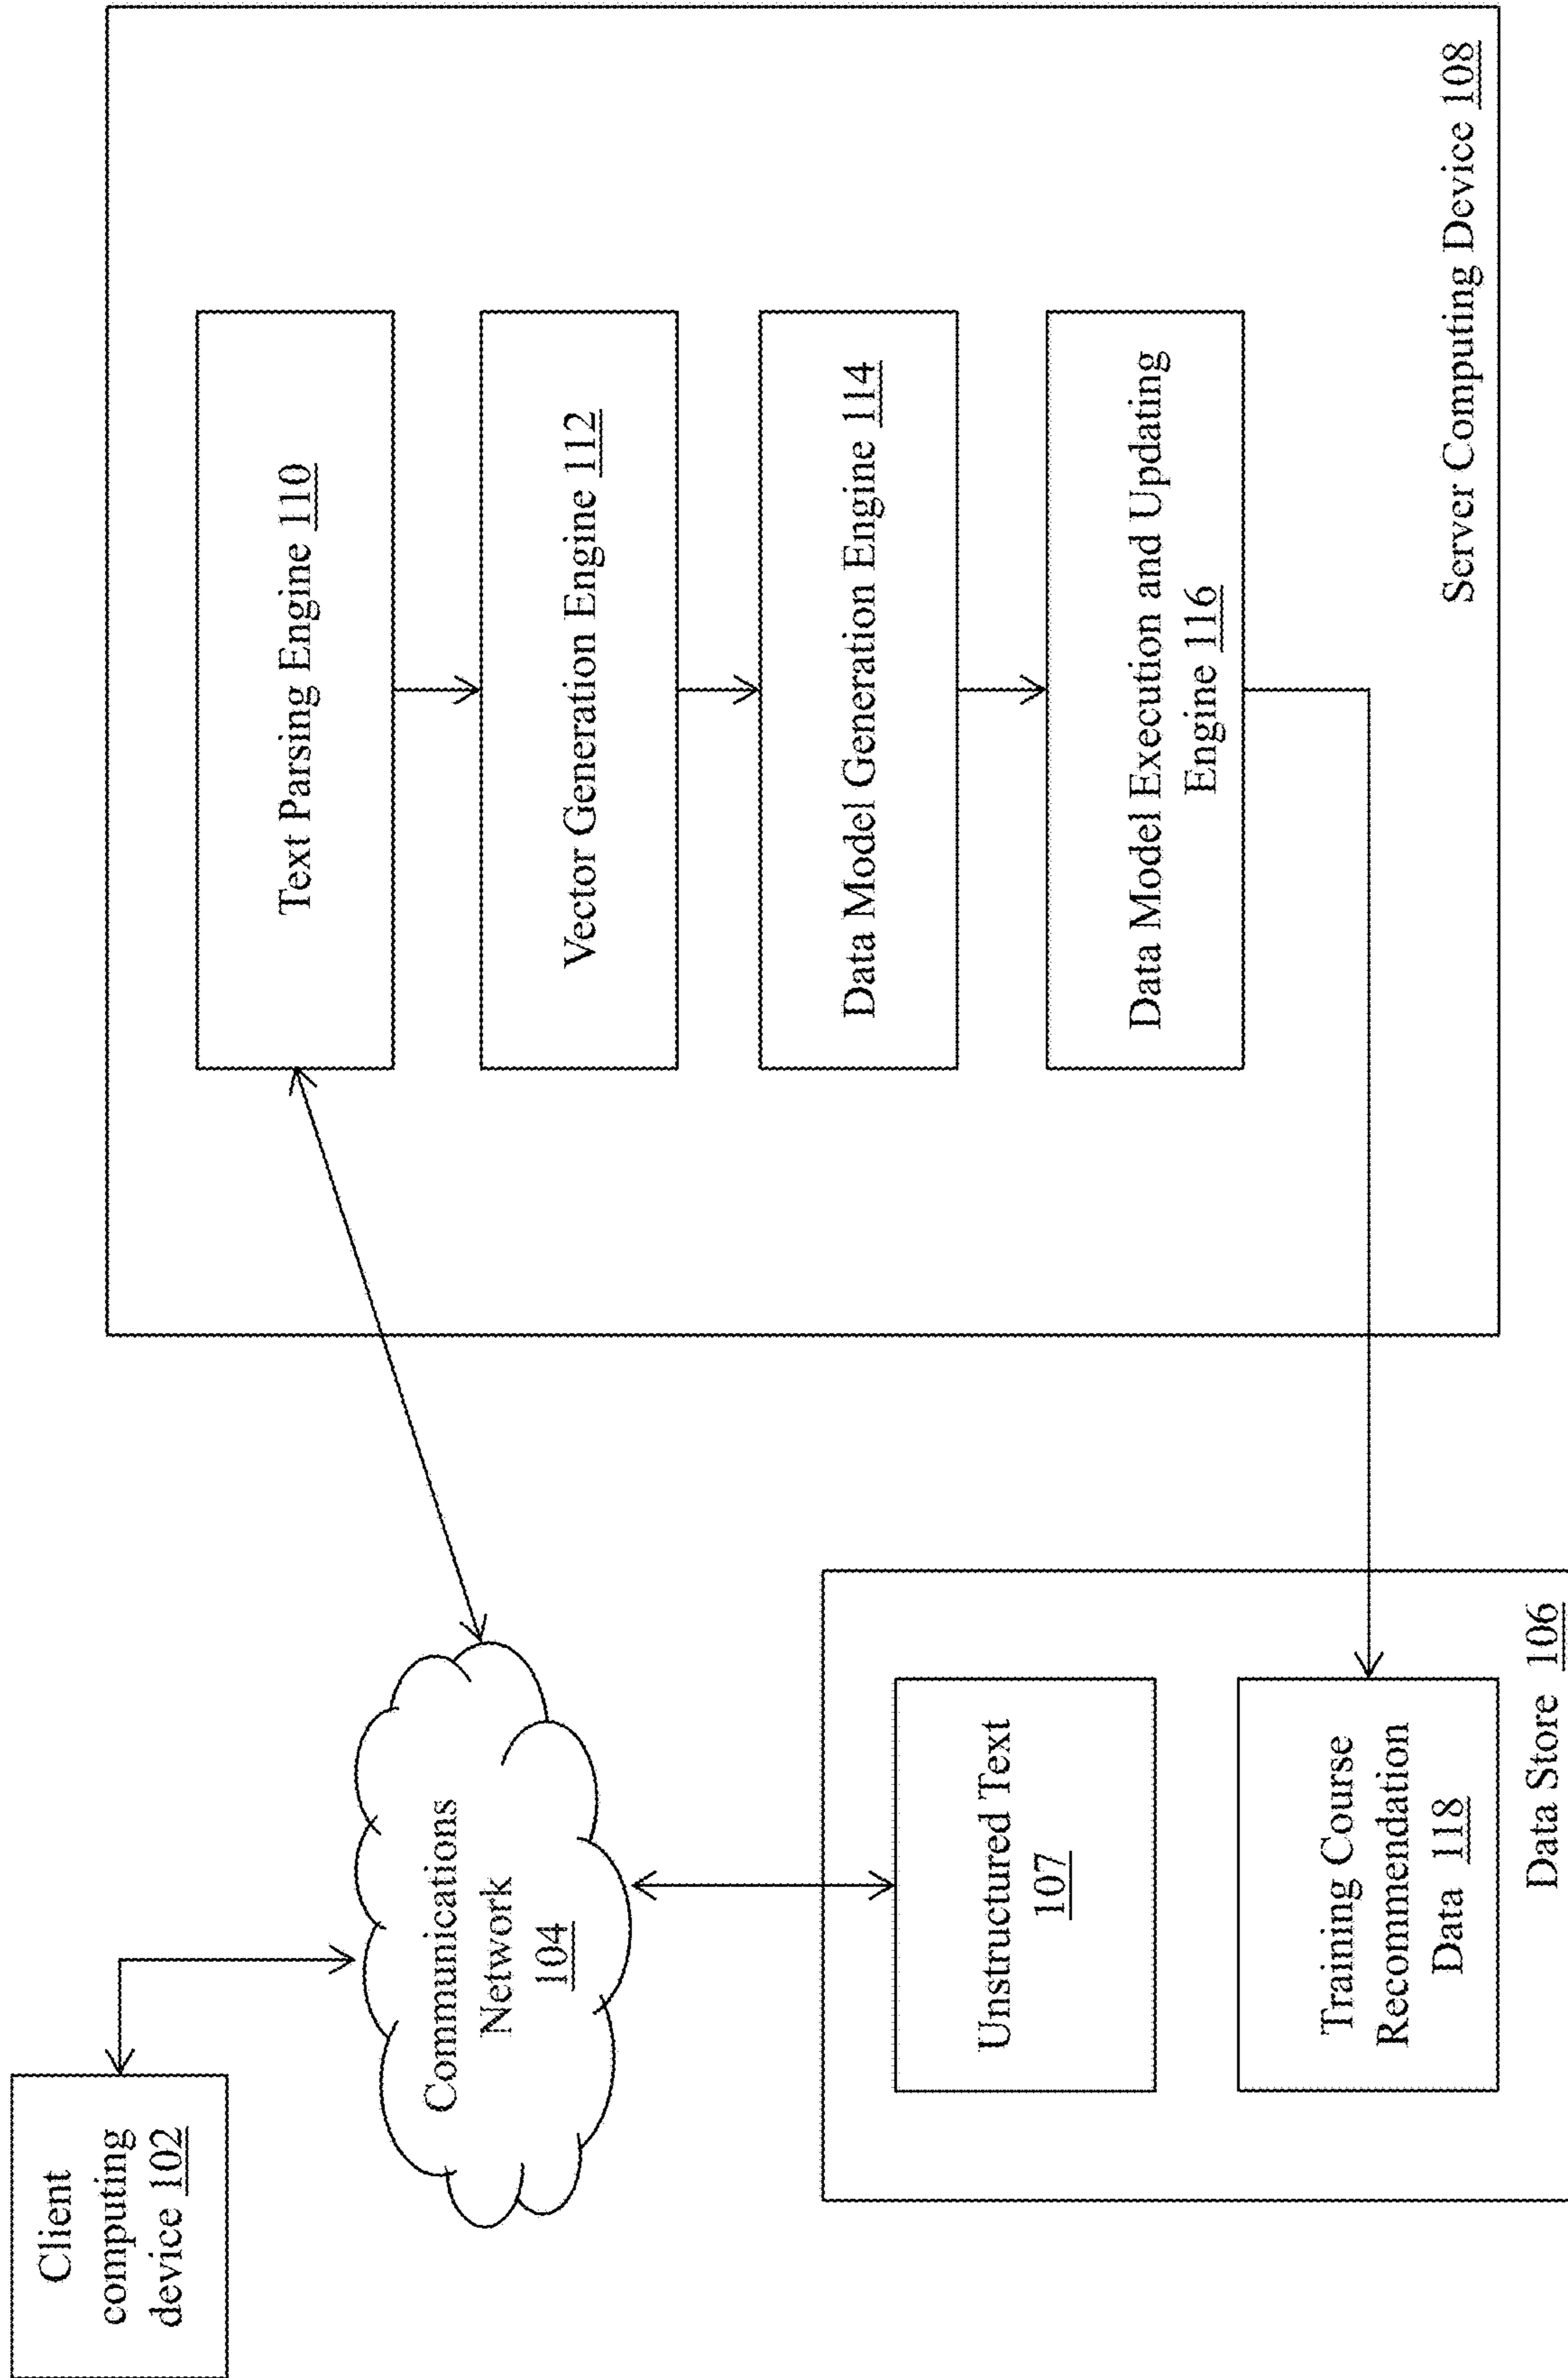 Client
computing
device 102
Communications
Network
104
Unstructured Text
107
Training Course
Recommendation
Data 118
Data Store 106
Text Parsing Engine 110
Vector Generation Engine 112
Data Model Generation Engine 114
Data Model Execution and Updating
Engine 116
Server Computing Device 108